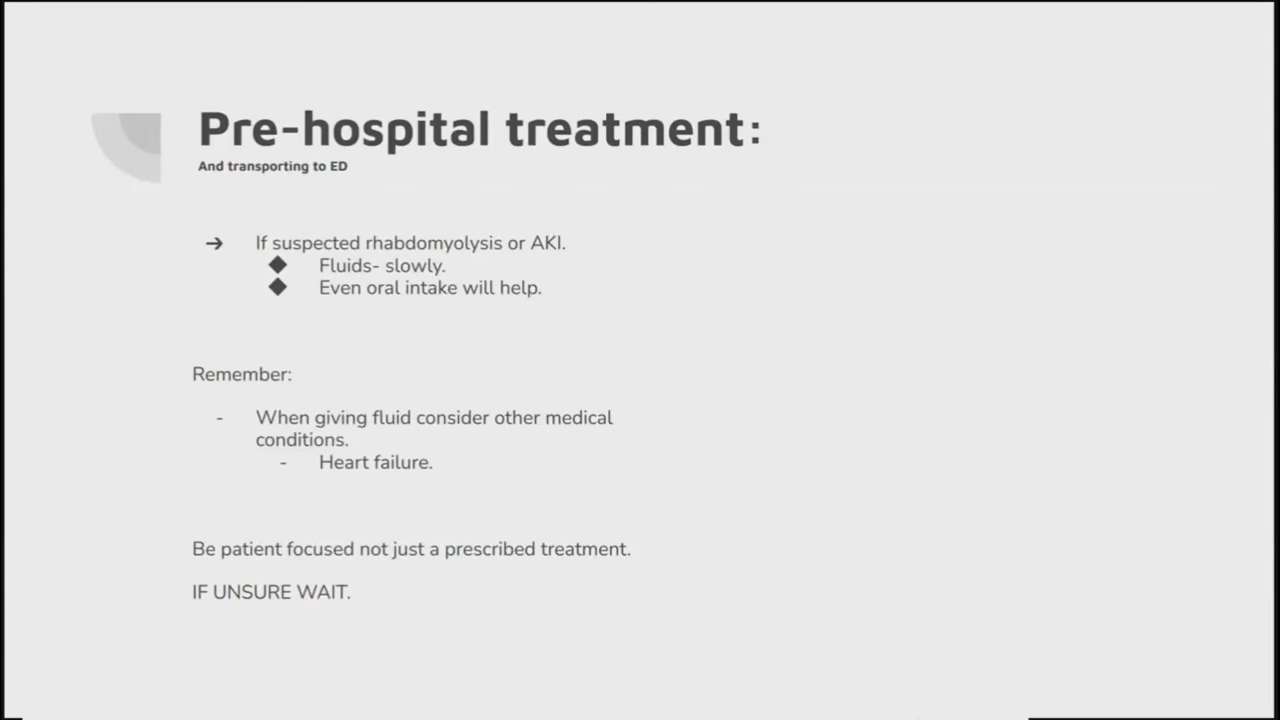 Pre-hospital treatment:
And transporting to ED
➔ If suspected rhabdomyolysis or AKI.
◆ Fluids- slowly.
◆ Even oral intake will help.
Remember:
- When giving fluid consider other medical
conditions.
- Heart failure.
Be patient focused not just a prescribed treatment.
IF UNSURE WAIT.